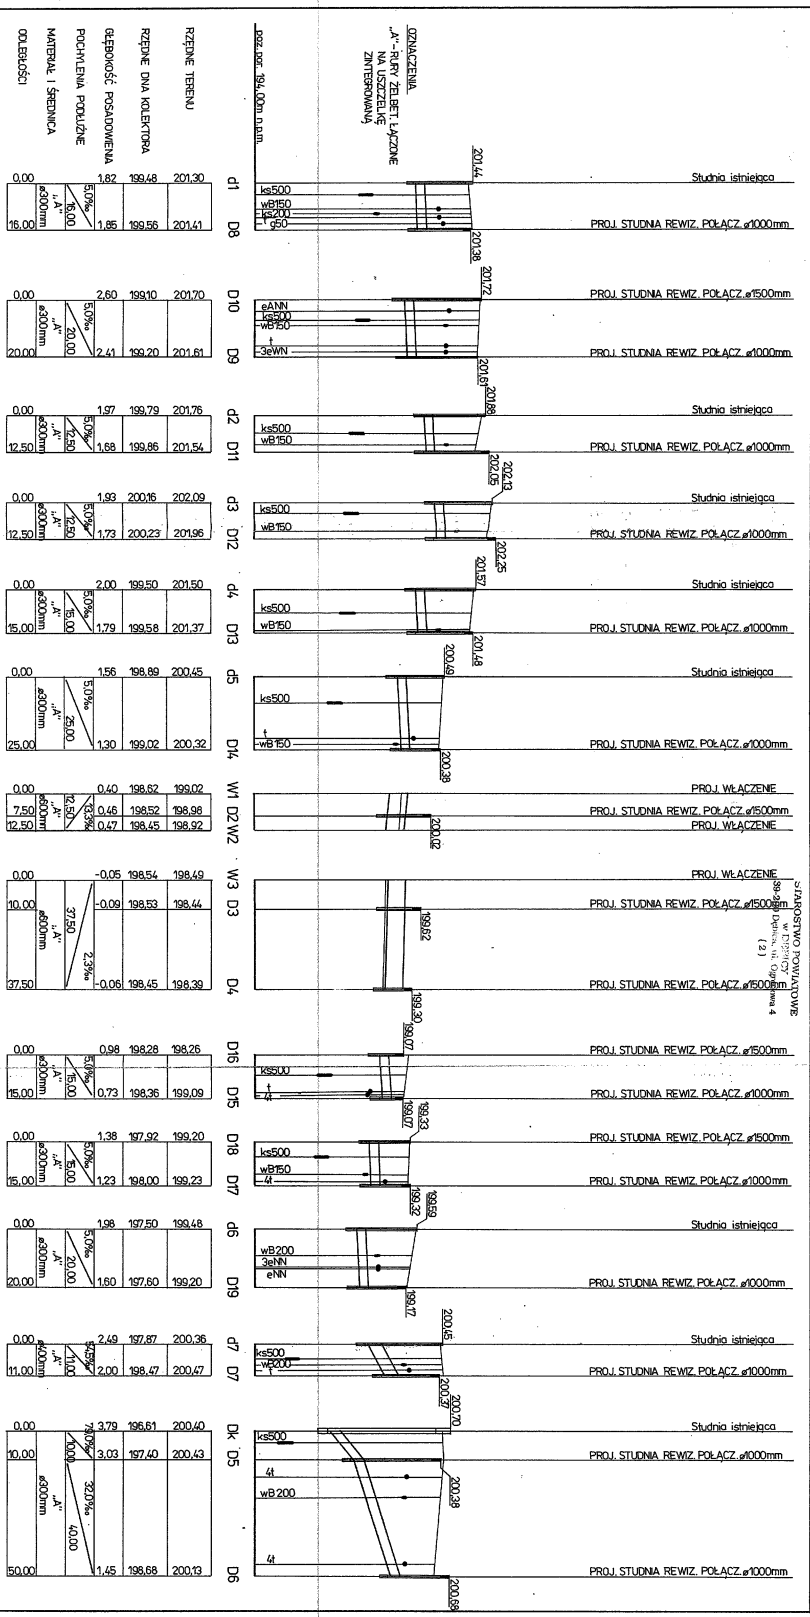 OZNACZENIA
„A"-RURY ŻELBET. ŁĄCZONE
NA USZCZELKĘ
ZINTEGROWANĄ
poz. por. 194,00m n.p.m.
RZĘDNE TERENU
RZĘDNE DNA KOLEKTORA
GŁĘBOKOŚĆ POSADOWIENIA
POCHYLENIA PODŁUŻNE
MATERIAŁ I ŚREDNICA
ODLEGŁOŚCI
Studnia istniejąca
PROJ. STUDNIA REWIZ. POŁĄCZ. ø1000mm
201,44
201,38
ks500
wB150
ks200
t
g50
d1 D8
201,30 201,41
199,48 199,56
1,82 1,85
5,0‰ 16,00
„A"
ø300mm
0,00 16,00
PROJ. STUDNIA REWIZ. POŁĄCZ. ø1500mm
PROJ. STUDNIA REWIZ. POŁĄCZ. ø1000mm
201,72
201,61
eANN
ks500
wB150
t
3eWN
D10 D9
201,70 201,61
199,10 199,20
2,60 2,41
5,0‰ 20,00
„A"
ø300mm
0,00 20,00
Studnia istniejąca
PROJ. STUDNIA REWIZ. POŁĄCZ. ø1000mm
201,88
202,05
ks500
wB150
d2 D11
201,76 201,54
199,79 199,86
1,97 1,68
5,0‰ 12,50
„A"
ø300mm
0,00 12,50
Studnia istniejąca
PROJ. STUDNIA REWIZ. POŁĄCZ. ø1000mm
202,13
202,25
ks500
wB150
d3 D12
202,09 201,96
200,16 200,23
1,93 1,73
5,0‰ 12,50
„A"
ø300mm
0,00 12,50
Studnia istniejąca
PROJ. STUDNIA REWIZ. POŁĄCZ. ø1000mm
201,57
201,48
ks500
wB150
d4 D13
201,50 201,37
199,50 199,58
2,00 1,79
5,0‰ 15,00
„A"
ø300mm
0,00 15,00
Studnia istniejąca
PROJ. STUDNIA REWIZ. POŁĄCZ. ø1000mm
200,49
200,38
ks500
t
wB150
d5 D14
200,45 200,32
198,89 199,02
1,56 1,30
5,0‰ 25,00
„A"
ø300mm
0,00 25,00
PROJ. WŁĄCZENIE
PROJ. STUDNIA REWIZ. POŁĄCZ. ø1500mm
PROJ. WŁĄCZENIE
200,02
W1 D2 W2
199,02 198,98 198,92
198,62 198,52 198,45
0,40 0,46 0,47
13,3‰ 12,50
„A"
ø600mm
0,00 7,50 12,50
STAROSTWO POWIATOWE
w DĘBICY
(2)
PROJ. WŁĄCZENIE
PROJ. STUDNIA REWIZ. POŁĄCZ. ø1500mm
PROJ. STUDNIA REWIZ. POŁĄCZ. ø1500mm
199,62
199,30
W3 D3 D4
198,49 198,44 198,39
198,54 198,53 198,45
-0,05 -0,09 -0,06
37,50 2,3‰
„A"
ø600mm
0,00 10,00 37,50
PROJ. STUDNIA REWIZ. POŁĄCZ. ø1500mm
PROJ. STUDNIA REWIZ. POŁĄCZ. ø1000mm
199,07
199,07
ks500
t
4t
D16 D15
198,26 199,09
198,28 198,36
0,98 0,73
5,0‰ 15,00
„A"
ø300mm
0,00 15,00
PROJ. STUDNIA REWIZ. POŁĄCZ. ø1500mm
PROJ. STUDNIA REWIZ. POŁĄCZ. ø1000mm
199,33
199,32
ks500
wB150
4t
D18 D17
199,20 199,23
197,92 198,00
1,38 1,23
5,0‰ 15,00
„A"
ø300mm
0,00 15,00
Studnia istniejąca
PROJ. STUDNIA REWIZ. POŁĄCZ. ø1000mm
199,59
199,17
wB200
3eNN
eNN
d6 D19
199,48 199,20
197,50 197,60
1,98 1,60
5,0‰ 20,00
„A"
ø300mm
0,00 20,00
Studnia istniejąca
PROJ. STUDNIA REWIZ. POŁĄCZ. ø1000mm
200,45
200,37
ks500
wB200
t
d7 D7
200,36 200,47
197,87 198,47
2,49 2,00
54,5‰ 11,00
„A"
ø400mm
0,00 11,00
Studnia istniejąca
PROJ. STUDNIA REWIZ. POŁĄCZ. ø1000mm
PROJ. STUDNIA REWIZ. POŁĄCZ. ø1000mm
200,70
200,38
200,68
ks500
4t
wB200
4t
Dk D5 D6
200,40 200,43 200,13
196,61 197,40 198,68
3,79 3,03 1,45
79,0‰ 10,00 32,0‰ 40,00
„A"
ø300mm
0,00 10,00 50,00